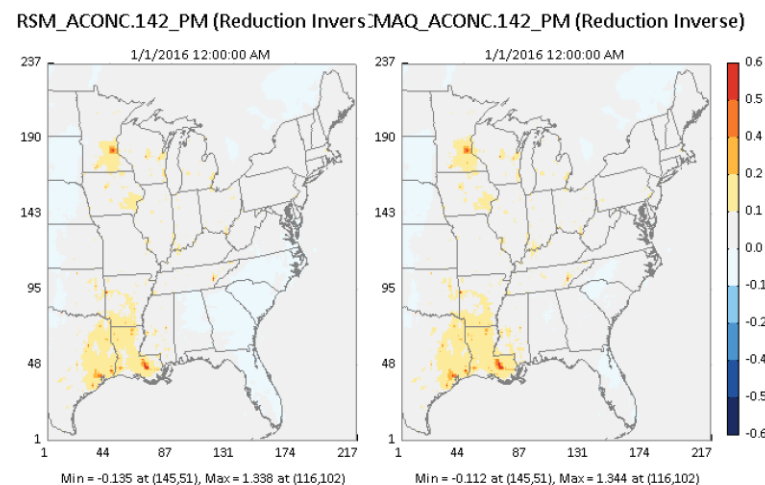 RSM_ACONC.142_PM (Reduction Invers
MAQ_ACONC.142_PM (Reduction Inverse)
1/1/2016 12:00:00 AM
1/1/2016 12:00:00 AM
237
190
143
95
48
1
1 44 87 131 174 217
237
190
143
95
48
1
1 44 87 131 174 217
0.6
0.5
0.4
0.2
0.1
0.0
-0.1
-0.2
-0.4
-0.5
-0.6
Min = -0.135 at (145,51), Max = 1.338 at (116,102)
Min = -0.112 at (145,51), Max = 1.344 at (116,102)